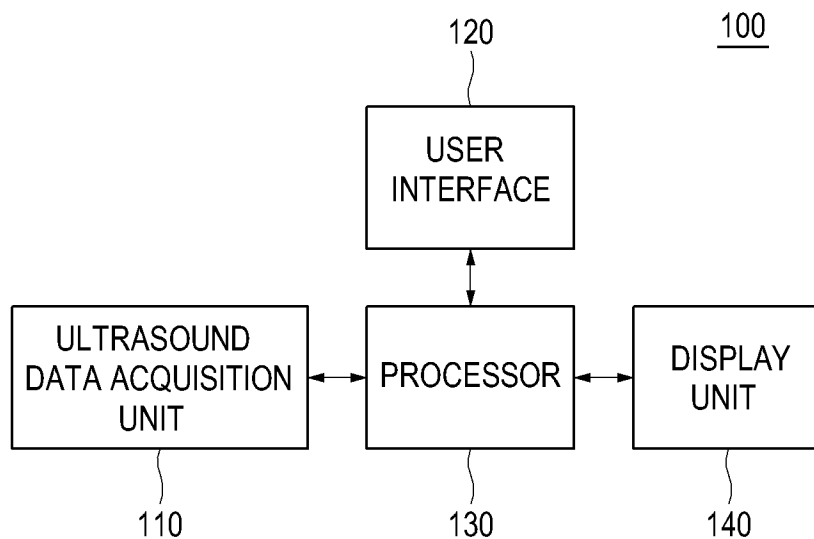 120
100
USER
INTERFACE
ULTRASOUND
DATA ACQUISITION
UNIT
PROCESSOR
DISPLAY
UNIT
110
130
140